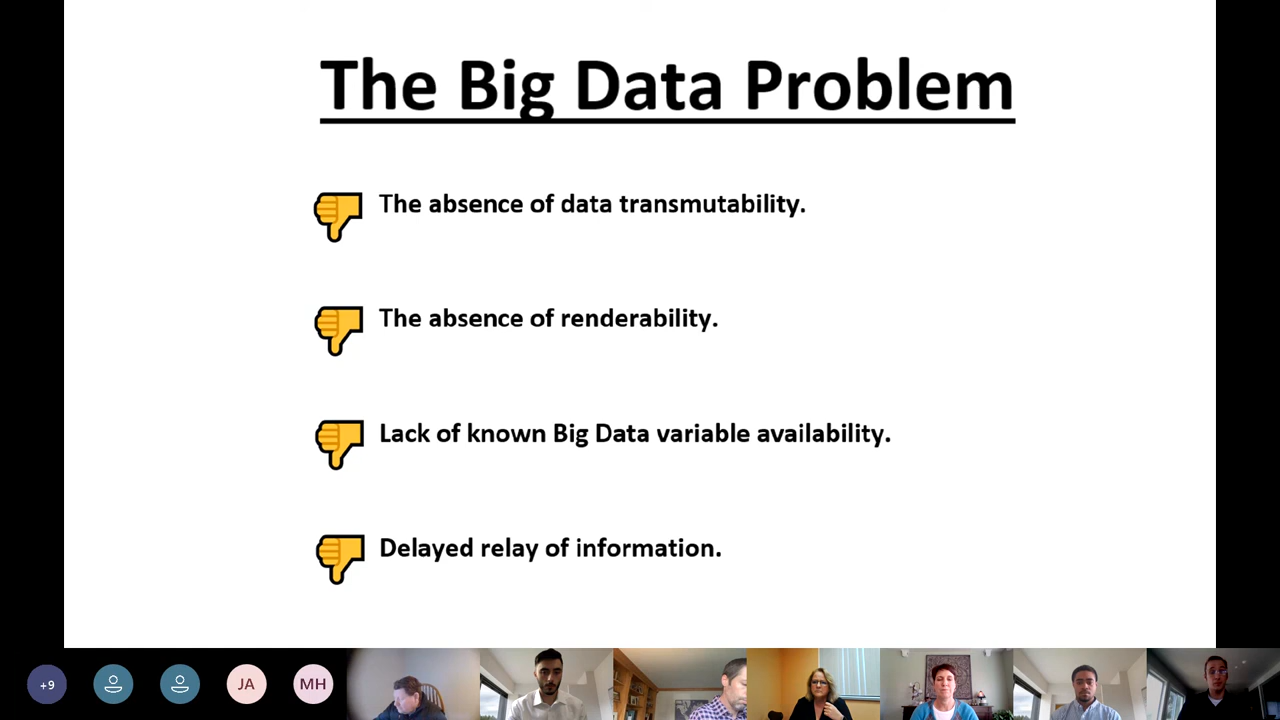 The Big Data Problem
The absence of data transmutability.
The absence of renderability.
Lack of known Big Data variable availability.
Delayed relay of information.
+9
JA
MH